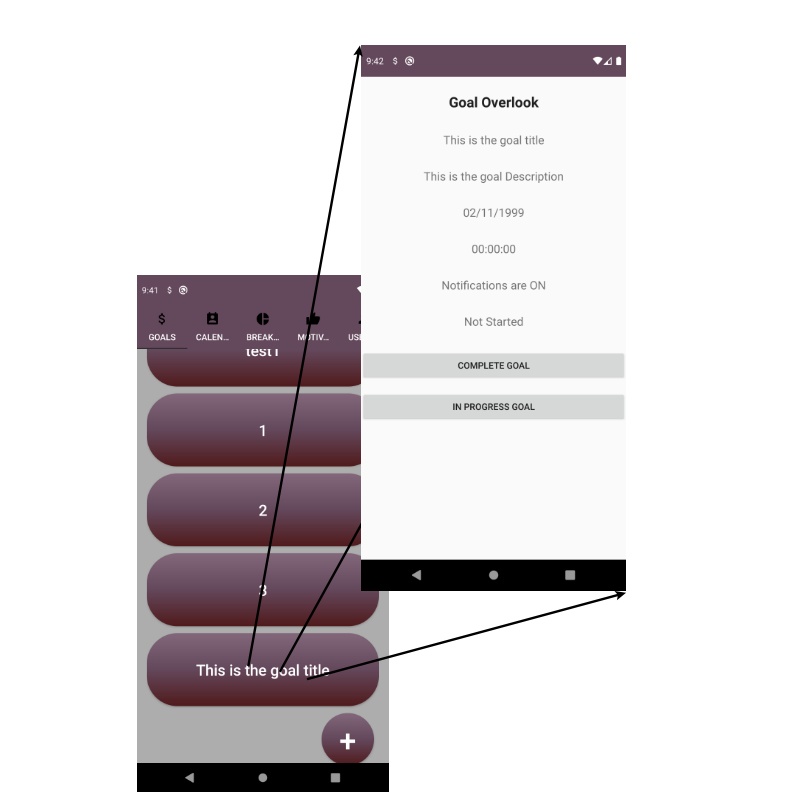 9:42 $
Goal Overlook
This is the goal title
This is the goal Description
02/11/1999
00:00:00
Notifications are ON
Not Started
COMPLETE GOAL
IN PROGRESS GOAL
9:41 $
$
GOALS CALEN... BREAK... MOTIV...
test1
1
2
3
This is the goal title
+